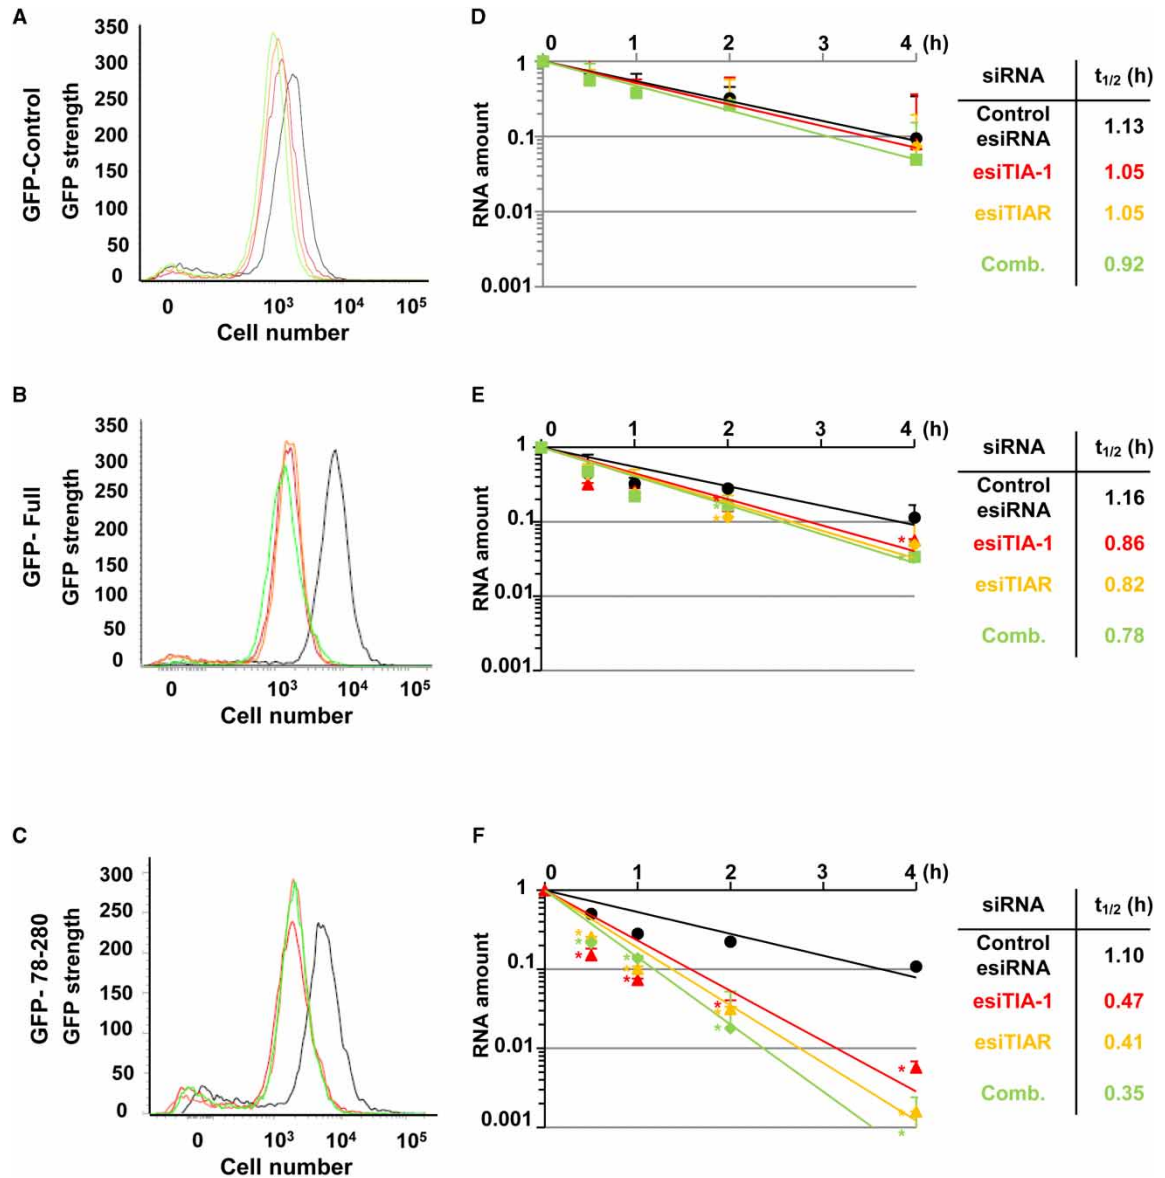 A
GFP-Control
GFP strength
350
300
250
200
150
100
50
0
0 10³ 10⁴ 10⁵
Cell number
D
0 1 2 3 4 (h)
RNA amount
1
0.1
0.01
0.001
siRNA t1/2 (h)
Control esiRNA 1.13
esiTIA-1 1.05
esiTIAR 1.05
Comb. 0.92
B
GFP- Full
GFP strength
350
300
250
200
150
100
50
0
0 10³ 10⁴ 10⁵
Cell number
E
0 1 2 3 4 (h)
RNA amount
1
0.1
0.01
0.001
siRNA t1/2 (h)
Control esiRNA 1.16
esiTIA-1 0.86
esiTIAR 0.82
Comb. 0.78
C
GFP- 78-280
GFP strength
300
250
200
150
100
50
0
0 10³ 10⁴ 10⁵
Cell number
F
0 1 2 3 4 (h)
RNA amount
1
0.1
0.01
0.001
siRNA t1/2 (h)
Control esiRNA 1.10
esiTIA-1 0.47
esiTIAR 0.41
Comb. 0.35